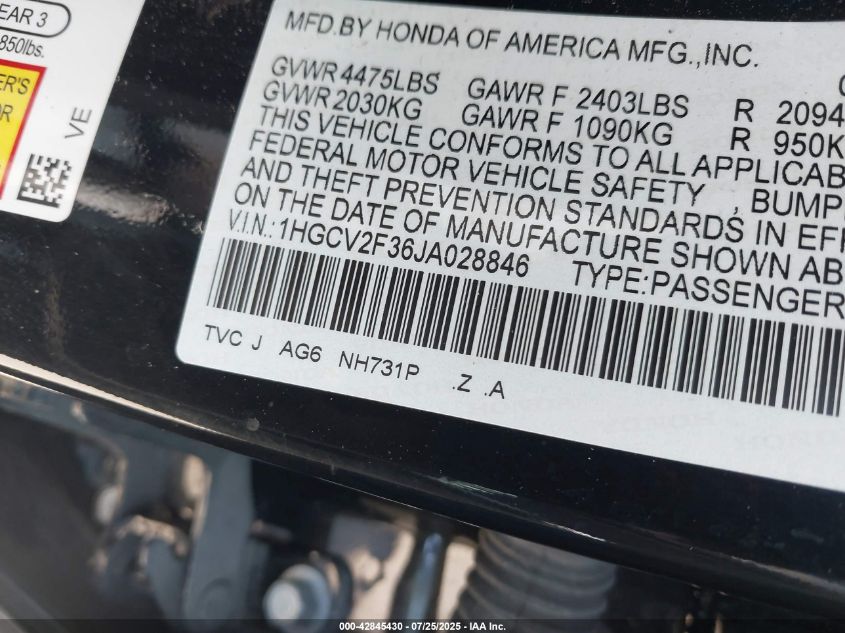 EAR 3
850lbs.
ER'S
OR
VE
MFD.BY HONDA OF AMERICA MFG.,INC.
GVWR 4475LBS GAWR F 2403LBS R 2094
GVWR 2030KG GAWR F 1090KG R 950K
THIS VEHICLE CONFORMS TO ALL APPLICAB
FEDERAL MOTOR VEHICLE SAFETY , BUMP
AND THEFT PREVENTION STANDARDS IN EF
ON THE DATE OF MANUFACTURE SHOWN AB
V.I.N.:1HGCV2F36JA028846 TYPE:PASSENGER
TVC J AG6 NH731P .Z .A
000-42845430 - 07/25/2025 - IAA Inc.